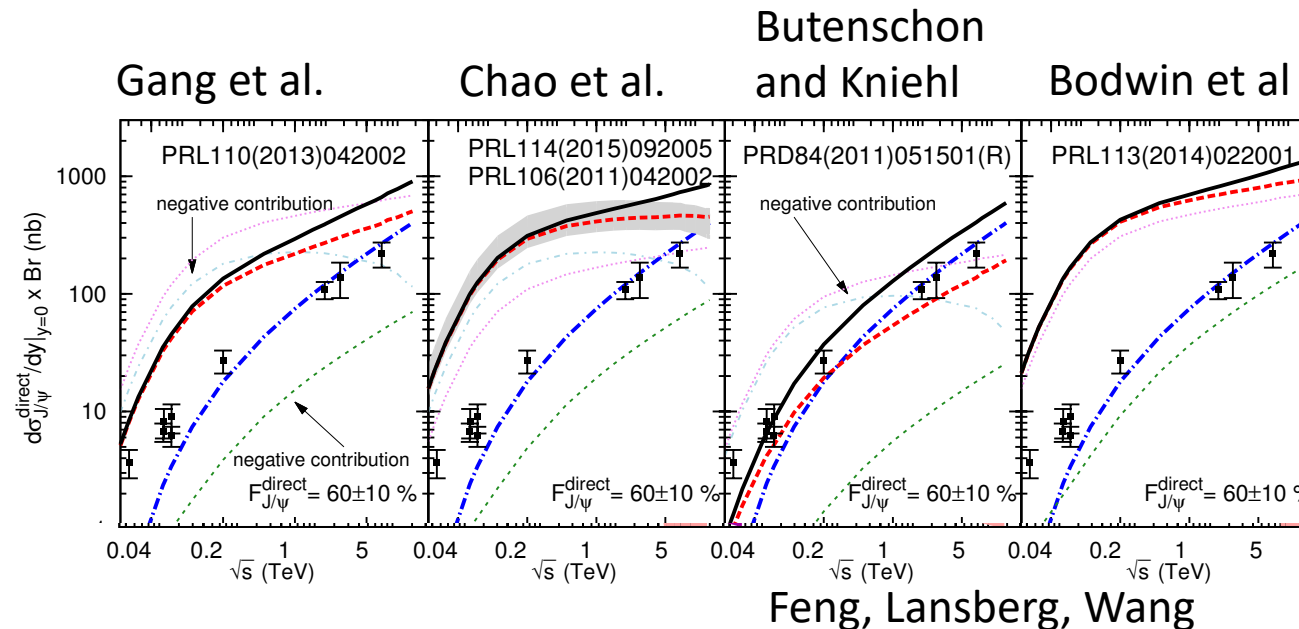 Butenschon
and Kniehl
Gang et al.
Chao et al.
Bodwin et al
PRL110(2013)042002
PRL114(2015)092005
PRL106(2011)042002
PRD84(2011)051501(R)
PRL113(2014)022001
negative contribution
negative contribution
negative contribution
F^direct_J/ψ = 60±10 %
F^direct_J/ψ = 60±10 %
F^direct_J/ψ = 60±10 %
F^direct_J/ψ = 60±10 %
dσ^direct_J/ψ/dy|y=0 x Br (nb)
1000
100
10
0.04 0.2 1 5
0.04 0.2 1 5
0.04 0.2 1 5
0.04 0.2 1 5
√s (TeV)
√s (TeV)
√s (TeV)
√s (TeV)
Feng, Lansberg, Wang